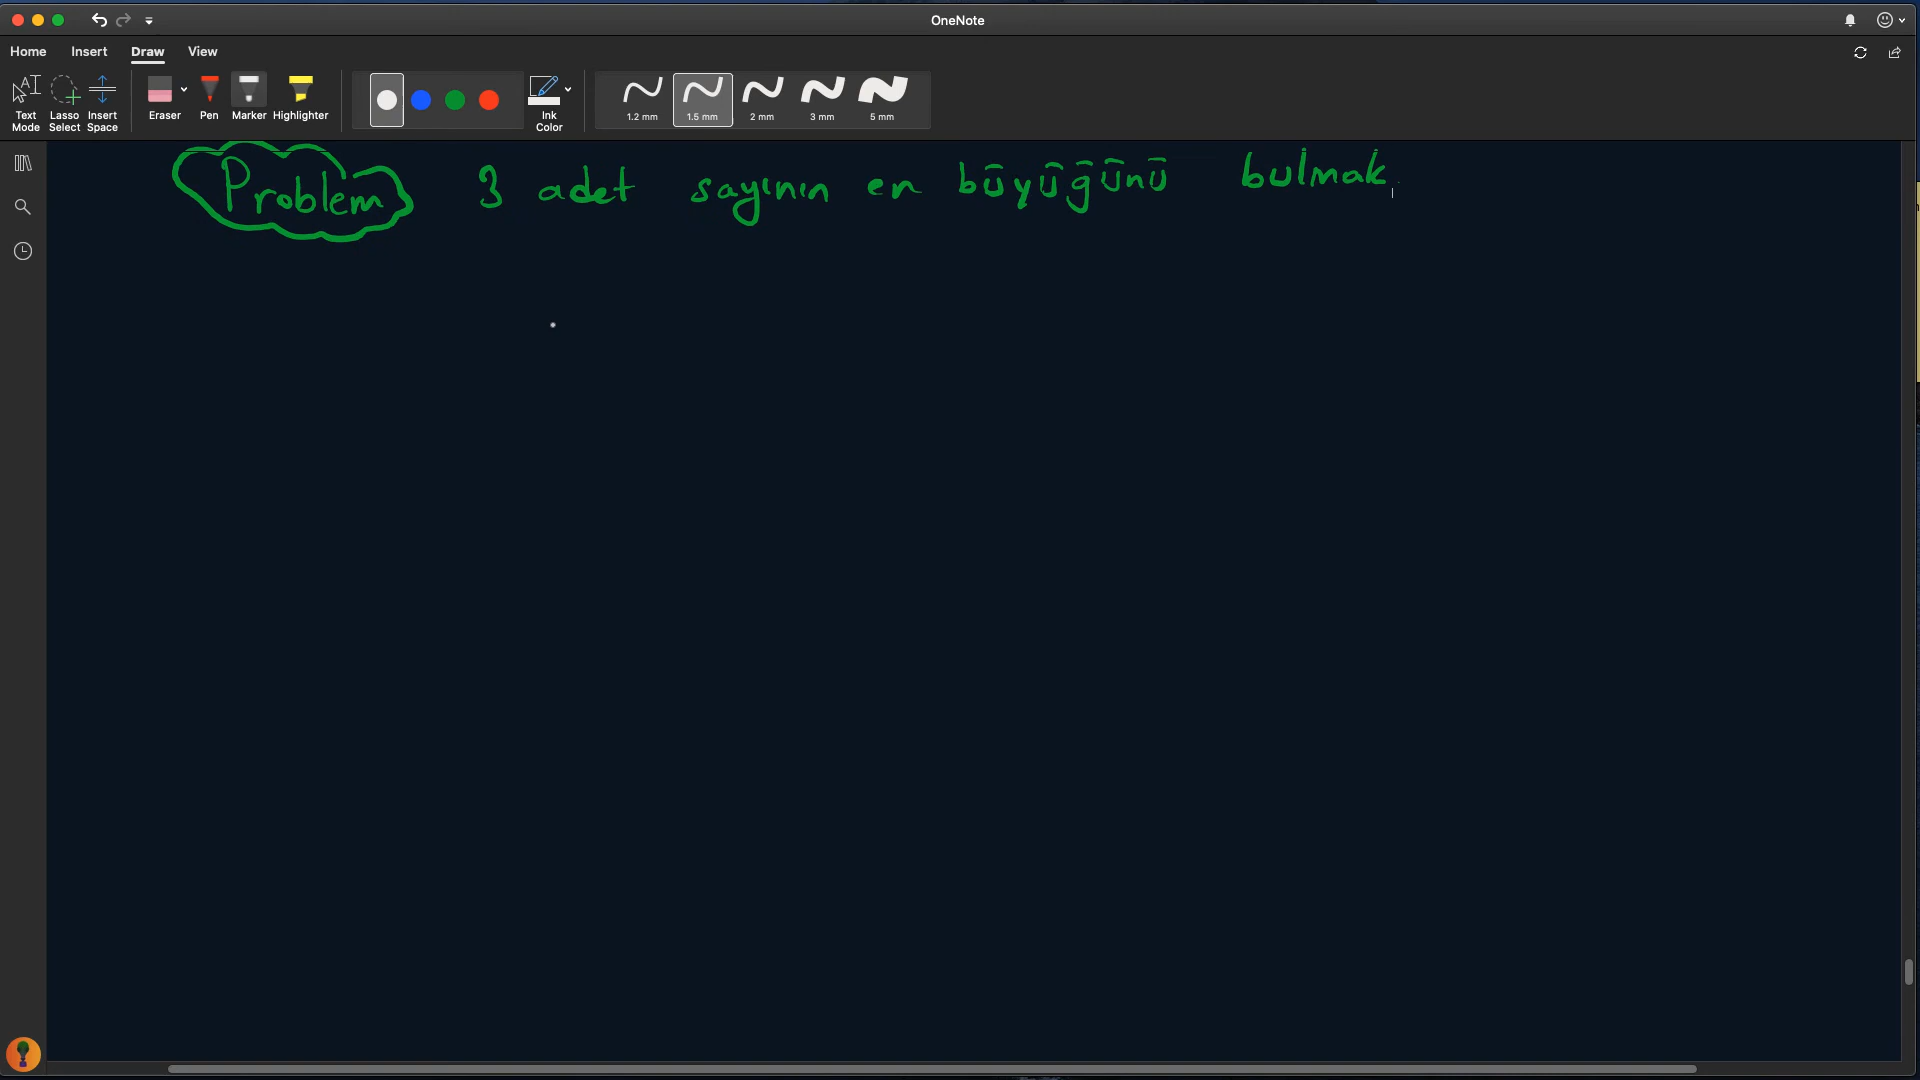 OneNote
Home Insert Draw View
Text Mode Lasso Select Insert Space Eraser Pen Marker Highlighter Ink Color 1.2 mm 1.5 mm 2 mm 3 mm 5 mm
Problem 3 adet sayının en büyüğünü bulmak